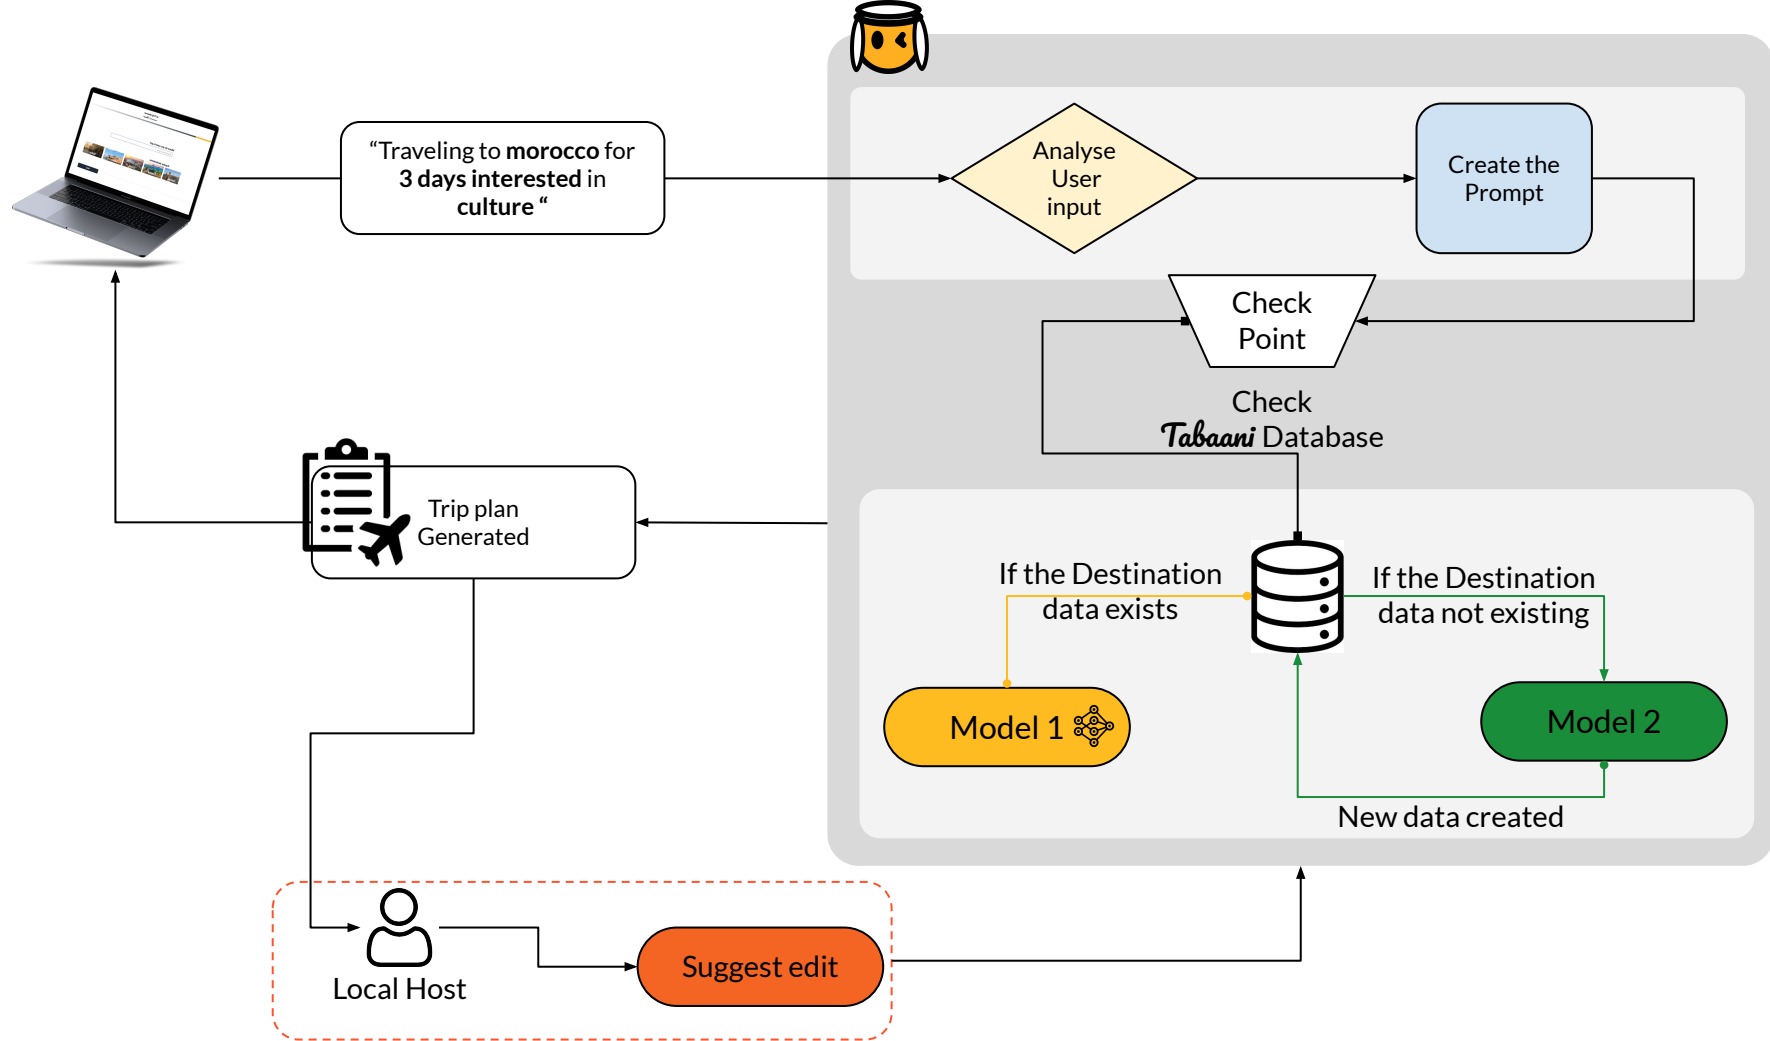 “Traveling to morocco for
3 days interested in
culture “
Analyse
User
input
Create the
Prompt
Check
Point
Check
Tabaani Database
Trip plan
Generated
If the Destination
data exists
If the Destination
data not existing
Model 1
Model 2
New data created
Local Host
Suggest edit